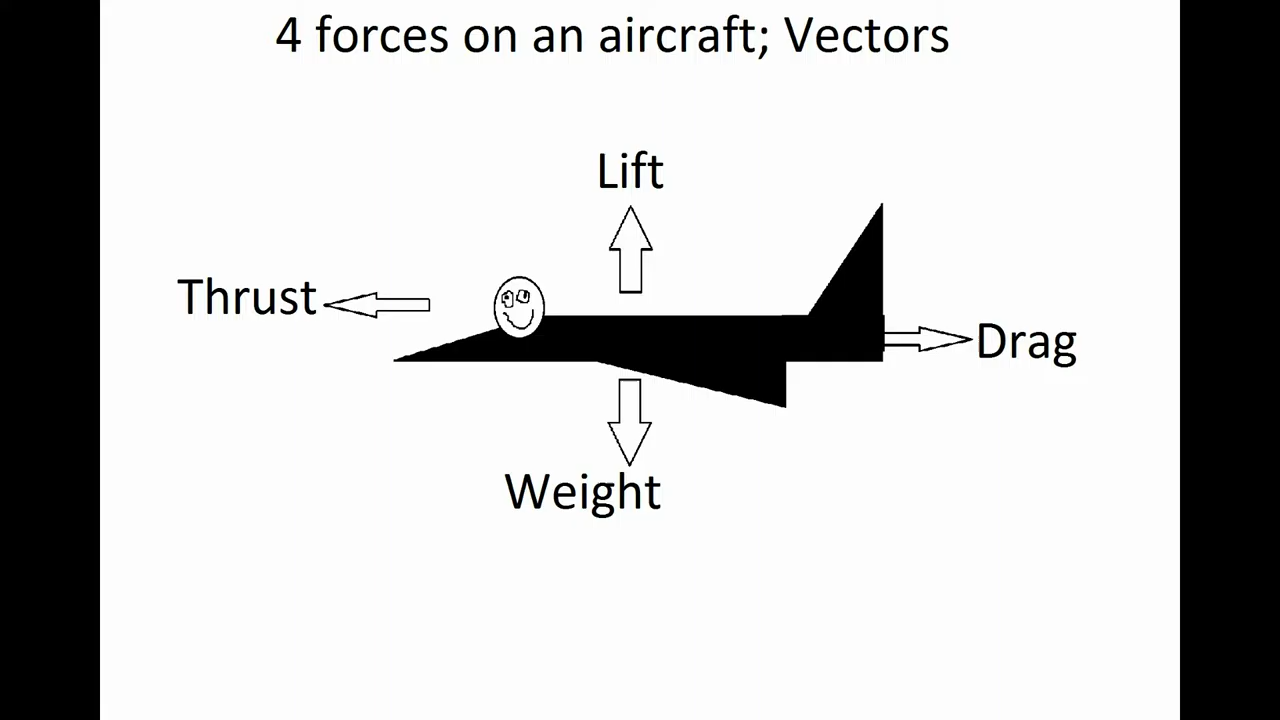 4 forces on an aircraft; Vectors
Lift
Thrust
Drag
Weight